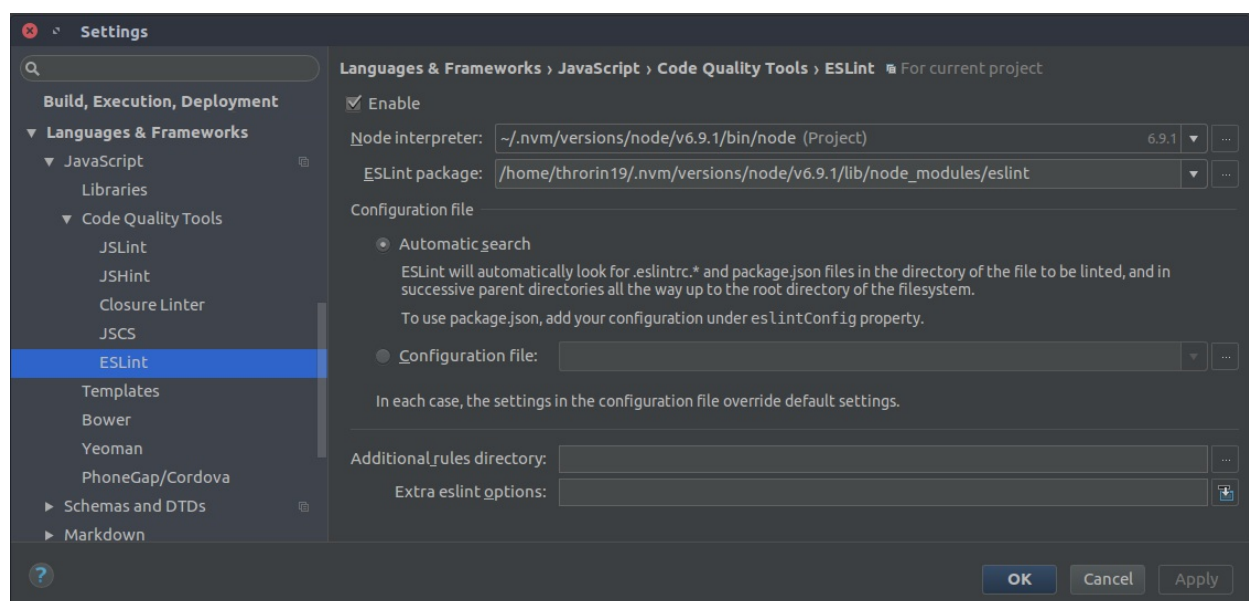 Settings
Build, Execution, Deployment
Languages & Frameworks
JavaScript
Libraries
Code Quality Tools
JSLint
JSHint
Closure Linter
JSCS
ESLint
Templates
Bower
Yeoman
PhoneGap/Cordova
Schemas and DTDs
Markdown
Languages & Frameworks › JavaScript › Code Quality Tools › ESLint For current project
Enable
Node interpreter: ~/.nvm/versions/node/v6.9.1/bin/node (Project) 6.9.1 ...
ESLint package: /home/throrin19/.nvm/versions/node/v6.9.1/lib/node_modules/eslint ...
Configuration file
Automatic search
ESLint will automatically look for .eslintrc.* and package.json files in the directory of the file to be linted, and in
successive parent directories all the way up to the root directory of the filesystem.
To use package.json, add your configuration under eslintConfig property.
Configuration file: ...
In each case, the settings in the configuration file override default settings.
Additional rules directory: ...
Extra eslint options:
?
OK Cancel Apply